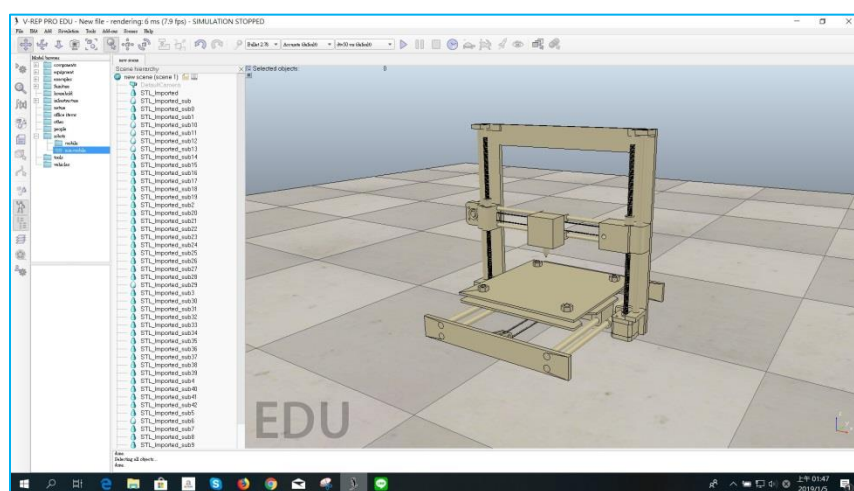 V-REP PRO EDU - New file - rendering: 6 ms (7.9 fps) - SIMULATION STOPPED
File Edit Add Simulation Tools Add-ons Scenes Help
Bullet 2.78 Accurate (default) dt=50 ms (default)
Model browser
components
equipment
examples
furniture
household
infrastructure
nature
office items
other
people
robots
mobile
non-mobile
tools
vehicles
new scene
Scene hierarchy
new scene (scene 1)
DefaultCamera
STL_Imported
STL_Imported_sub
STL_Imported_sub0
STL_Imported_sub1
STL_Imported_sub10
STL_Imported_sub11
STL_Imported_sub12
STL_Imported_sub13
STL_Imported_sub14
STL_Imported_sub15
STL_Imported_sub16
STL_Imported_sub17
STL_Imported_sub18
STL_Imported_sub19
STL_Imported_sub2
STL_Imported_sub20
STL_Imported_sub21
STL_Imported_sub22
STL_Imported_sub23
STL_Imported_sub24
STL_Imported_sub25
STL_Imported_sub26
STL_Imported_sub27
STL_Imported_sub28
STL_Imported_sub29
STL_Imported_sub3
STL_Imported_sub30
STL_Imported_sub31
STL_Imported_sub32
STL_Imported_sub33
STL_Imported_sub34
STL_Imported_sub35
STL_Imported_sub36
STL_Imported_sub37
STL_Imported_sub38
STL_Imported_sub39
STL_Imported_sub4
STL_Imported_sub40
STL_Imported_sub41
STL_Imported_sub42
STL_Imported_sub5
STL_Imported_sub6
STL_Imported_sub7
STL_Imported_sub8
STL_Imported_sub9
Selected objects: 0
EDU
done.
Selecting all objects...
done.
上午 01:47
2019/1/5